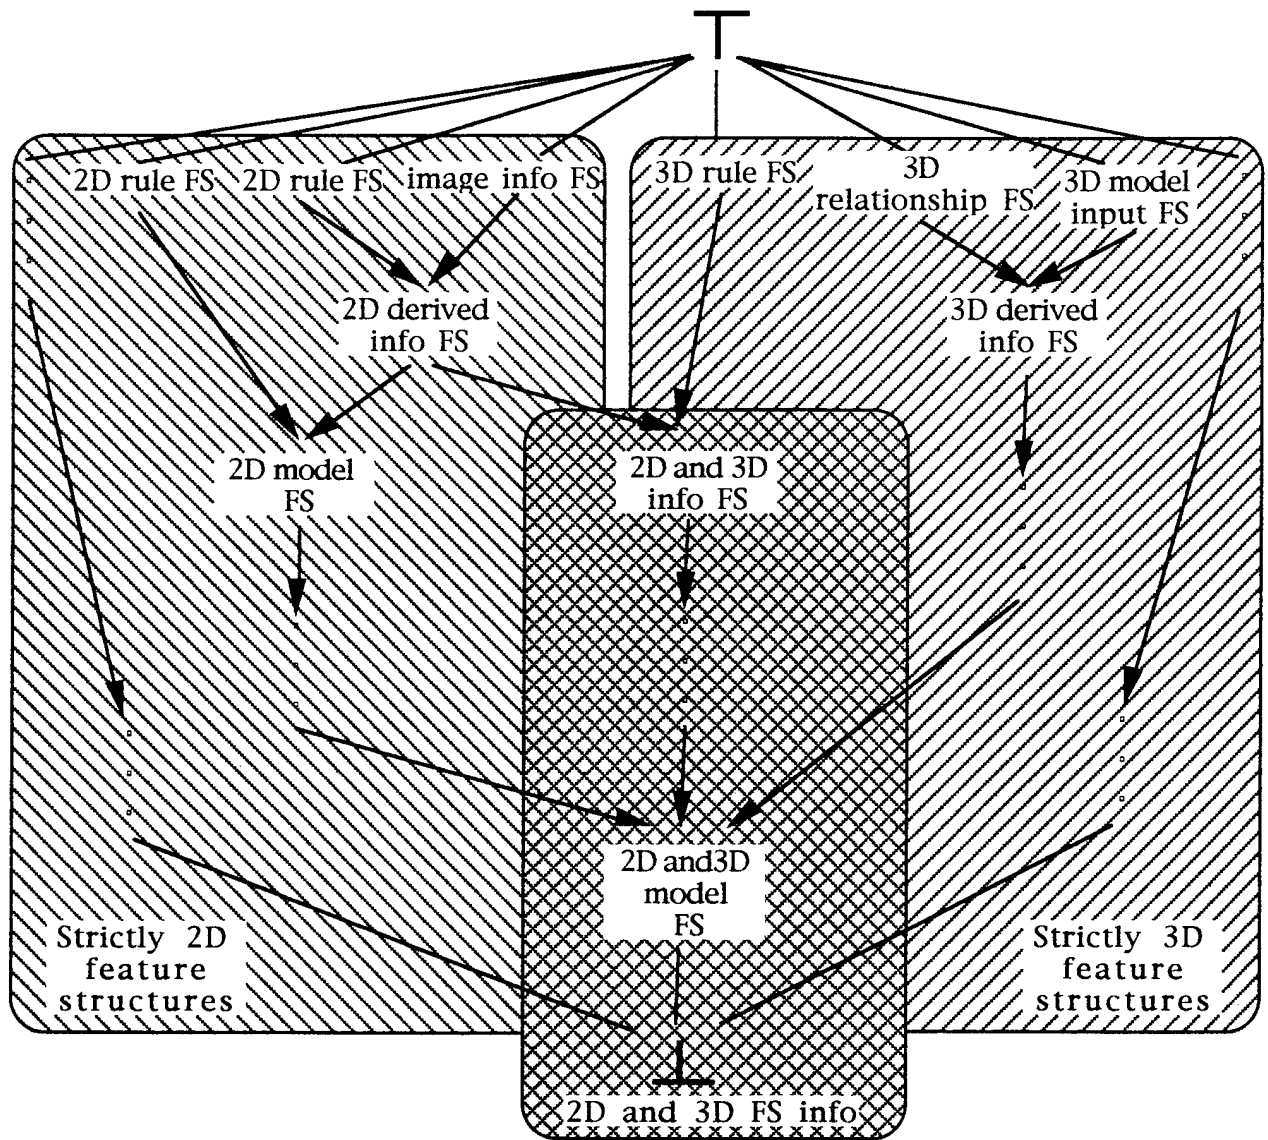 2D rule FS
2D rule FS
image info FS
3D rule FS
3D
relationship FS
3D model
input FS
2D derived
info FS
3D derived
info FS
2D model
FS
2D and 3D
info FS
2D and3D
model
FS
Strictly 2D
feature
structures
Strictly 3D
feature
structures
2D and 3D FS info